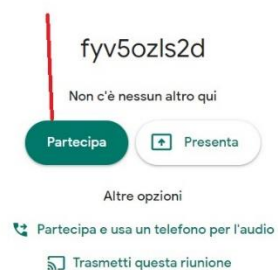 fyv5ozls2d
Non c'è nessun altro qui
Partecipa
Presenta
Altre opzioni
Partecipa e usa un telefono per l'audio
Trasmetti questa riunione